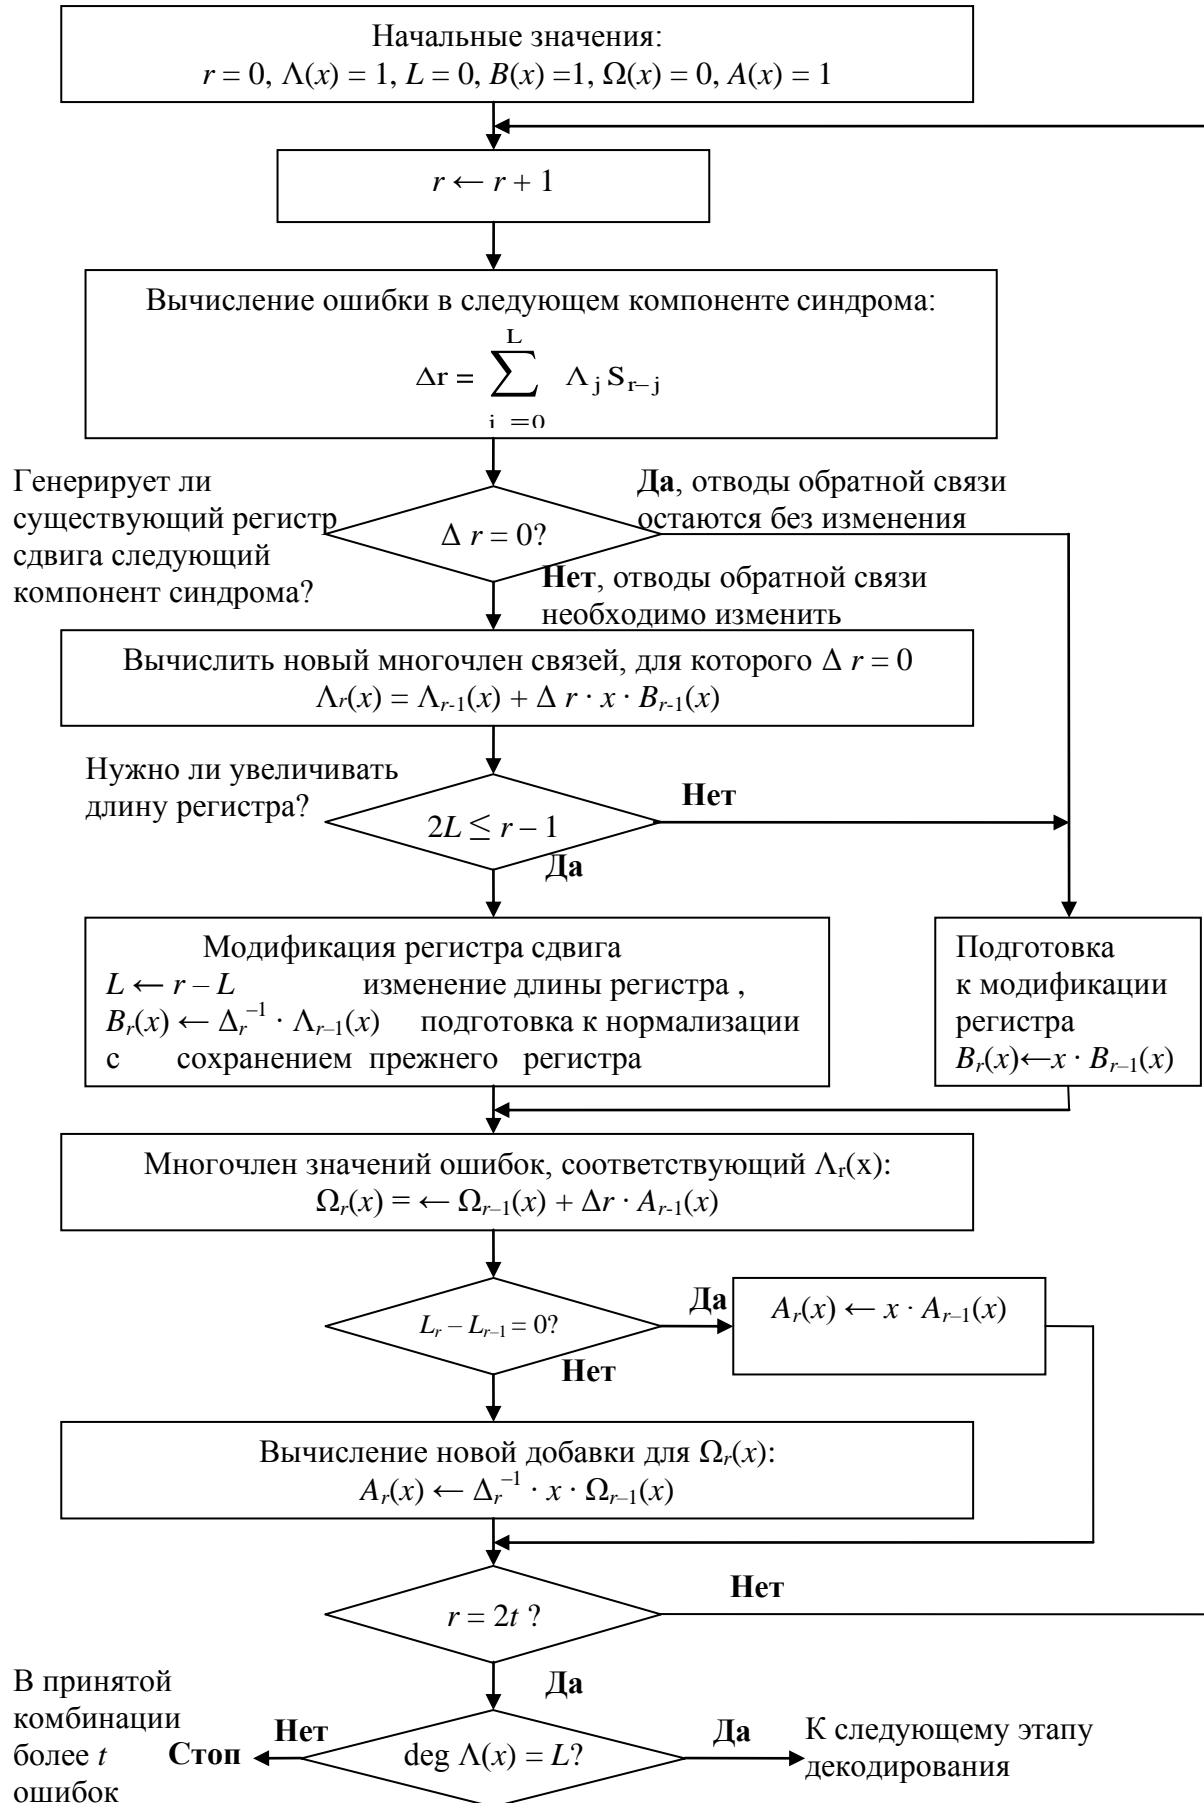 Начальные значения:
r = 0, Λ(x) = 1, L = 0, B(x) =1, Ω(x) = 0, A(x) = 1
r ← r + 1
Вычисление ошибки в следующем компоненте синдрома:
L
Δr = ∑ Λ j S r– j
j =0
Генерирует ли
существующий регистр
сдвига следующий
компонент синдрома?
Δ r = 0?
Да, отводы обратной связи
остаются без изменения
Нет, отводы обратной связи
необходимо изменить
Вычислить новый многочлен связей, для которого Δ r = 0
Λr(x) = Λr-1(x) + Δ r · x · Br-1(x)
Нужно ли увеличивать
длину регистра?
2L ≤ r – 1
Нет
Да
Модификация регистра сдвига
L ← r – L изменение длины регистра ,
Br(x) ← Δr–1 · Λr–1(x) подготовка к нормализации
с сохранением прежнего регистра
Подготовка
к модификации
регистра
Br(x)←x · Br–1(x)
Многочлен значений ошибок, соответствующий Λr(x):
Ωr(x) = ← Ωr–1(x) + Δr · Ar-1(x)
Lr – Lr–1 = 0?
Да
Ar(x) ← x · Ar–1(x)
Нет
Вычисление новой добавки для Ωr(x):
Ar(x) ← Δr–1 · x · Ωr–1(x)
r = 2t ?
Нет
Да
В принятой
комбинации
более t
ошибок
Стоп
Нет
deg Λ(x) = L?
Да
К следующему этапу
декодирования